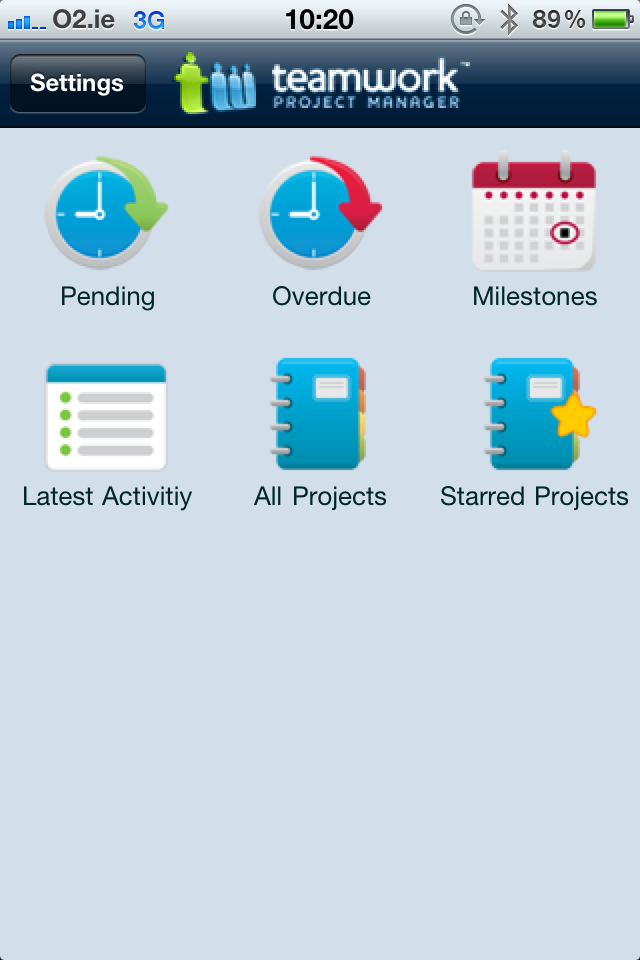 O2.ie 3G 10:20 89%
Settings teamwork™
PROJECT MANAGER
Pending Overdue Milestones
Latest Activitiy All Projects Starred Projects